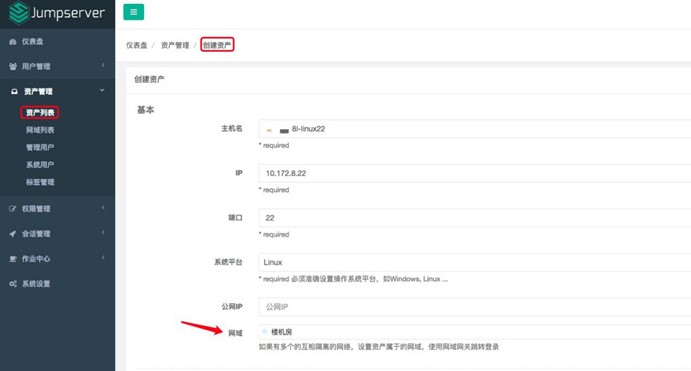 Jumpserver
仪表盘
用户管理
资产管理
资产列表
网域列表
管理用户
系统用户
标签管理
权限管理
会话管理
作业中心
系统设置
仪表盘 / 资产管理 / 创建资产
创建资产
基本
主机名
8l-linux22
* required
IP
10.172.8.22
* required
端口
22
* required
系统平台
Linux
* required 必须准确设置操作系统平台，如Windows, Linux ...
公网IP
公网IP
网域
楼机房
如果有多个的互相隔离的网络，设置资产属于的网域，使用网域网关跳转登录